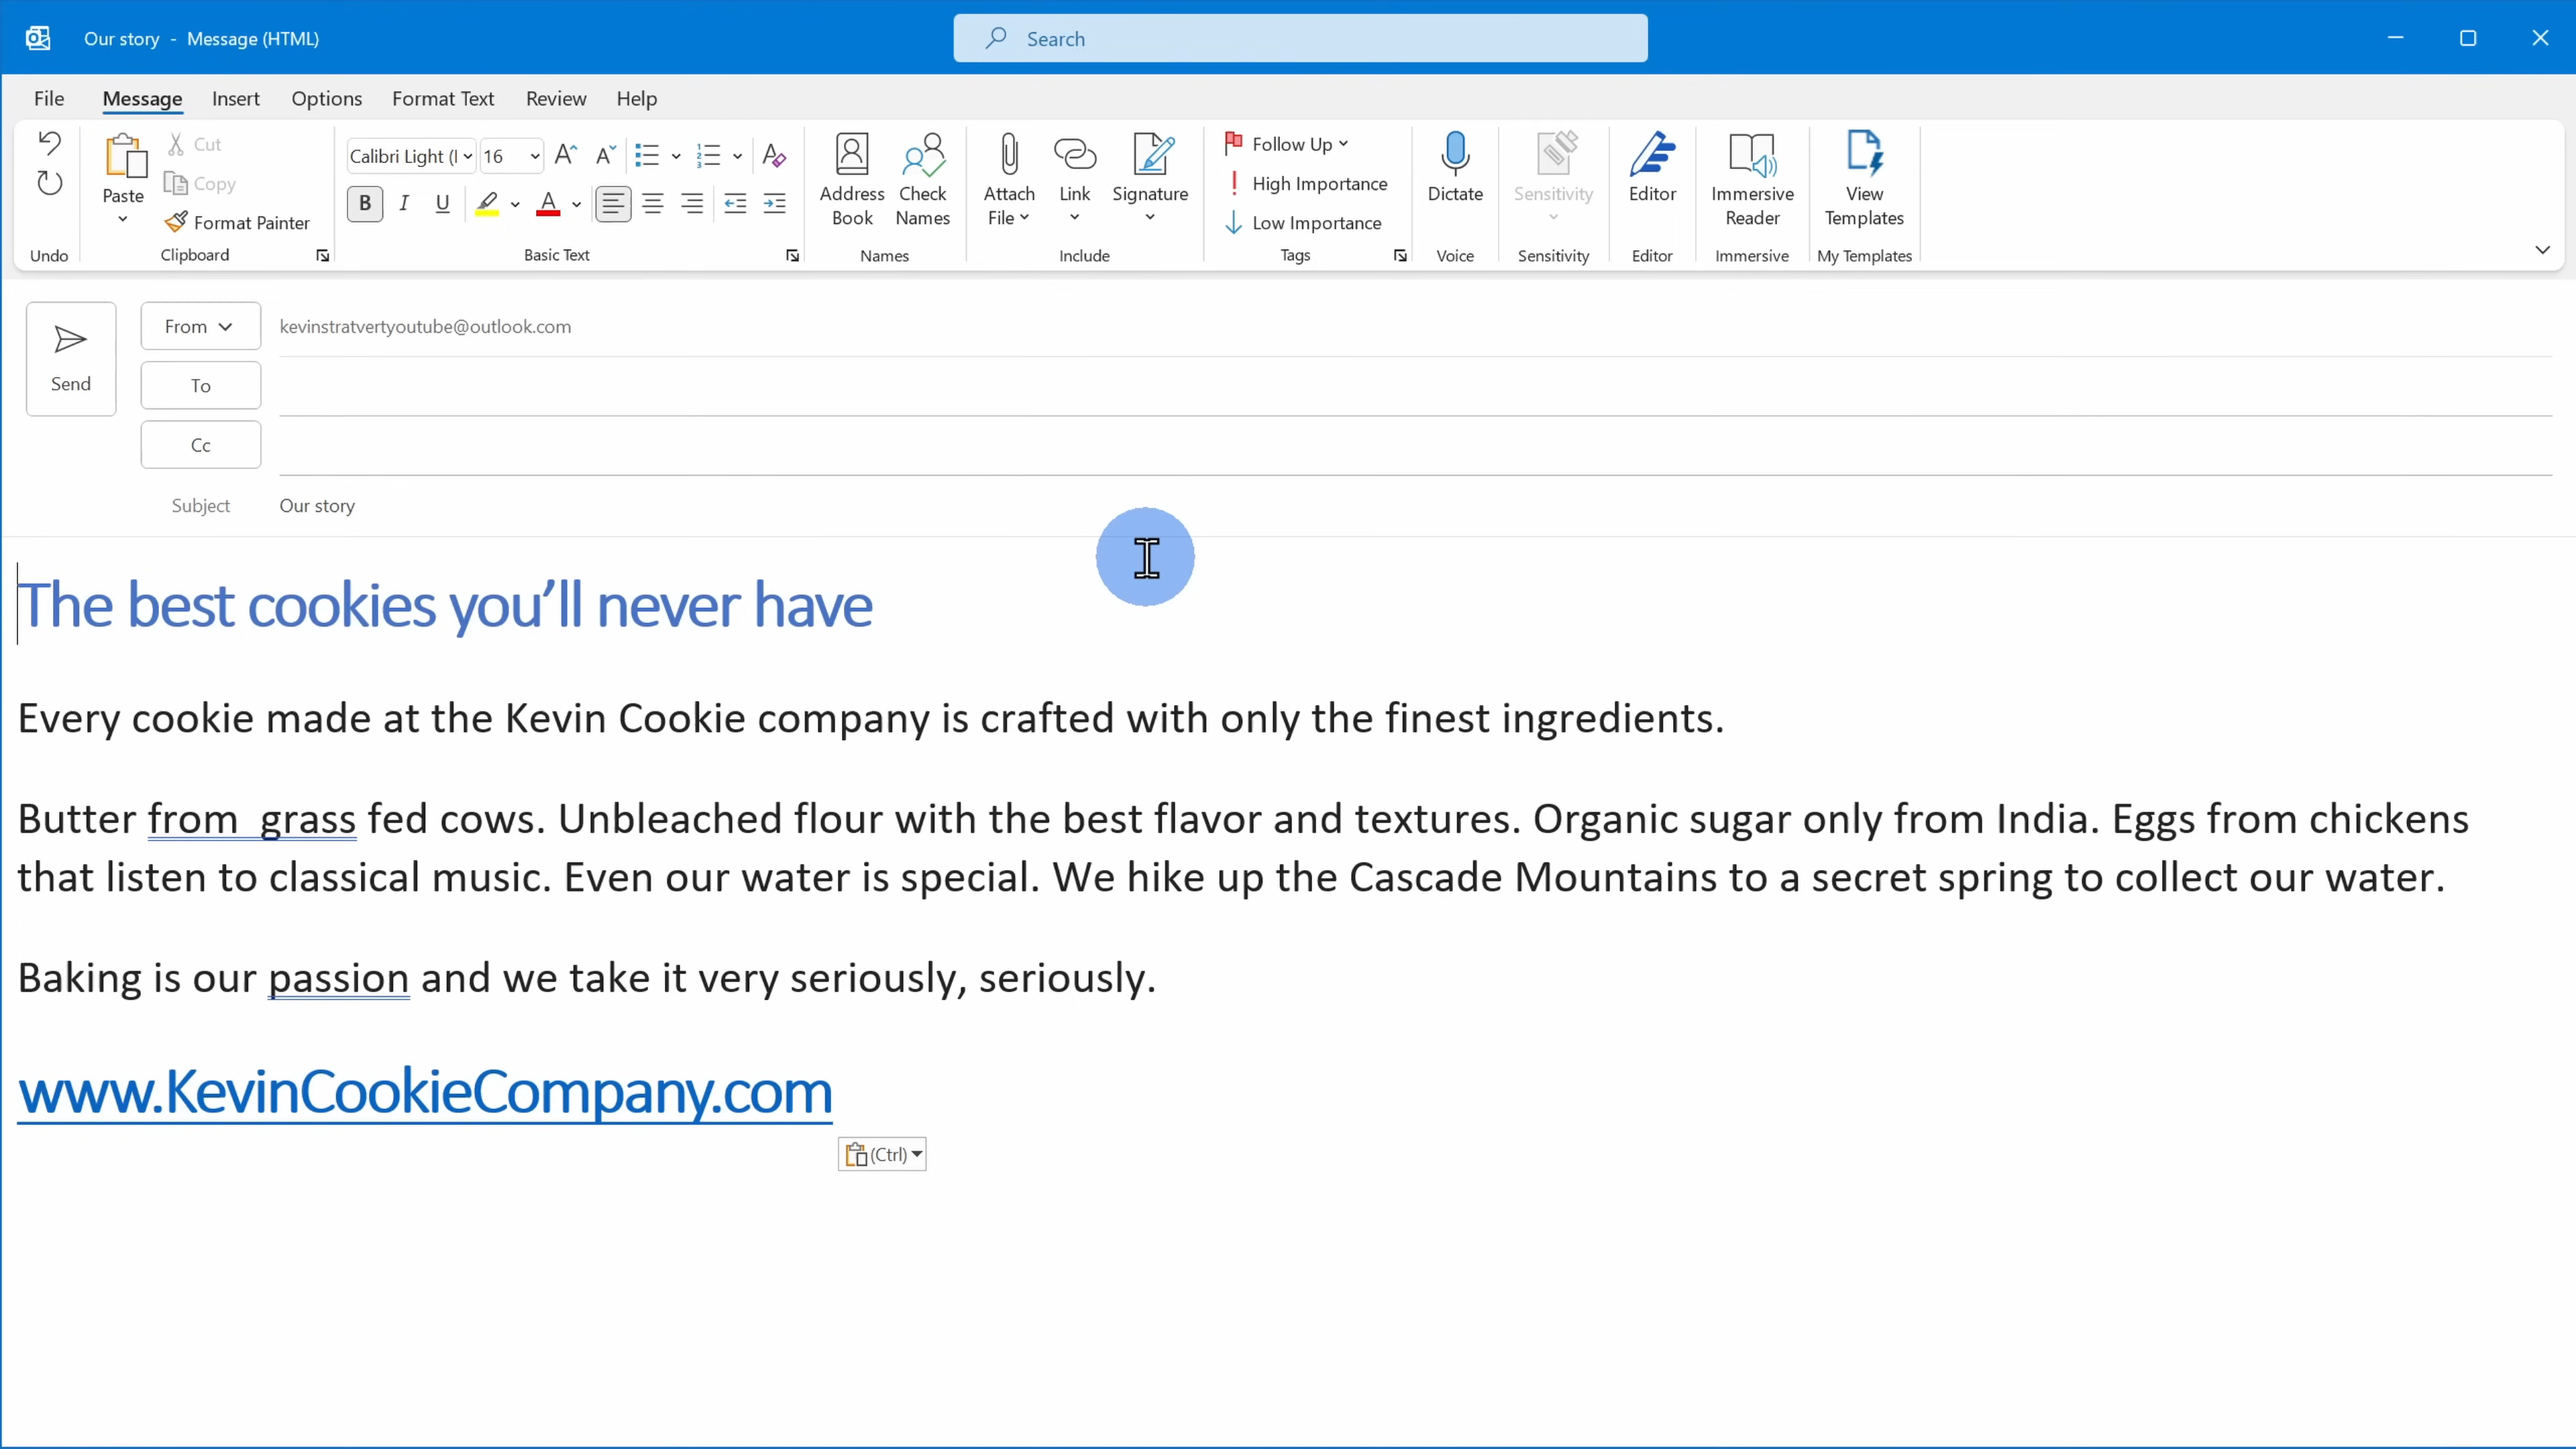 Our story - Message (HTML)
Search
File Message Insert Options Format Text Review Help
Undo
Paste
Cut
Copy
Format Painter
Clipboard
Calibri Light (I 16
B I U A
Basic Text
Address Book
Check Names
Names
Attach File
Link
Signature
Include
Follow Up
High Importance
Low Importance
Tags
Dictate
Voice
Sensitivity
Sensitivity
Editor
Editor
Immersive Reader
Immersive
View Templates
My Templates
Send
From kevinstratvertyoutube@outlook.com
To
Cc
Subject Our story
The best cookies you’ll never have
Every cookie made at the Kevin Cookie company is crafted with only the finest ingredients.
Butter from  grass fed cows. Unbleached flour with the best flavor and textures. Organic sugar only from India. Eggs from chickens
that listen to classical music. Even our water is special. We hike up the Cascade Mountains to a secret spring to collect our water.
Baking is our passion and we take it very seriously, seriously.
www.KevinCookieCompany.com
(Ctrl)